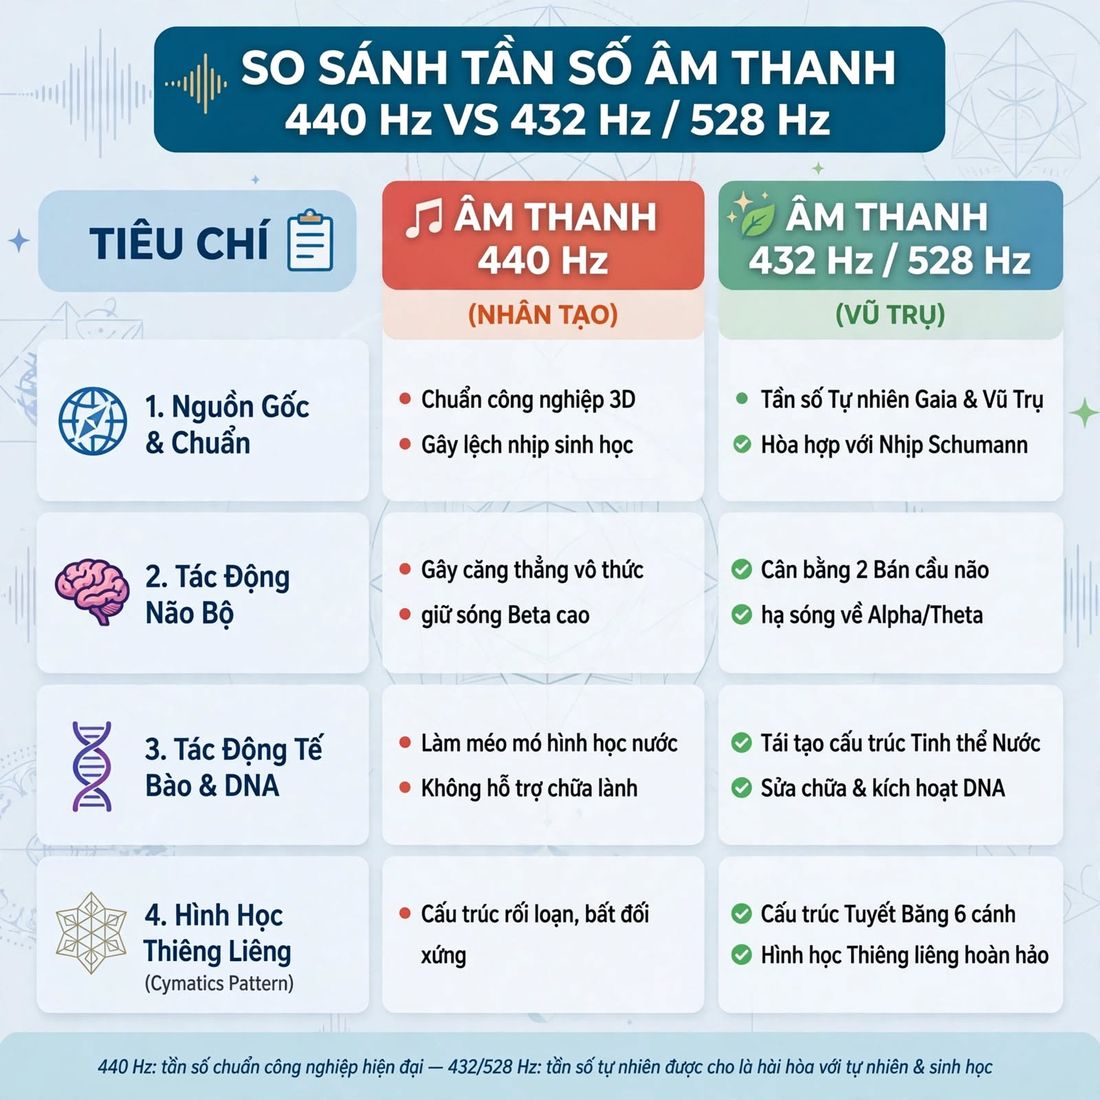 SO SÁNH TẦN SỐ ÂM THANH
440 Hz VS 432 Hz / 528 Hz
TIÊU CHÍ
ÂM THANH
440 Hz
(NHÂN TẠO)
ÂM THANH
432 Hz / 528 Hz
(VŨ TRỤ)
1. Nguồn Gốc
& Chuẩn
Chuẩn công nghiệp 3D
Gây lệch nhịp sinh học
Tần số Tự nhiên Gaia & Vũ Trụ
Hòa hợp với Nhịp Schumann
2. Tác Động
Não Bộ
Gây căng thẳng vô thức
giữ sóng Beta cao
Cân bằng 2 Bán cầu não
hạ sóng về Alpha/Theta
3. Tác Động Tế
Bào & DNA
Làm méo mó hình học nước
Không hỗ trợ chữa lành
Tái tạo cấu trúc Tinh thể Nước
Sửa chữa & kích hoạt DNA
4. Hình Học
Thiêng Liêng
(Cymatics Pattern)
Cấu trúc rối loạn, bất đối
xứng
Cấu trúc Tuyết Băng 6 cánh
Hình học Thiêng liêng hoàn hảo
440 Hz: tần số chuẩn công nghiệp hiện đại — 432/528 Hz: tần số tự nhiên được cho là hài hòa với tự nhiên & sinh học